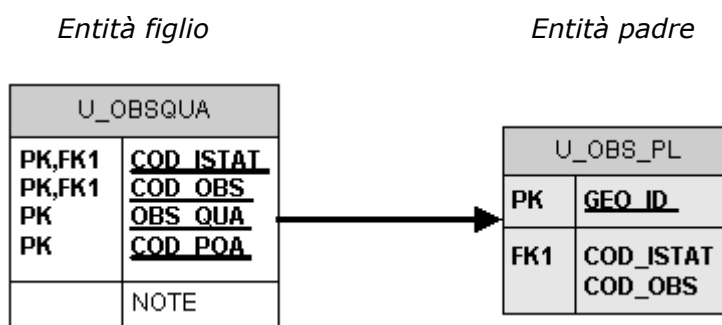 Entità figlio
Entità padre
U_OBSQUA
PK,FK1 COD_ISTAT
PK,FK1 COD_OBS
PK OBS_QUA
PK COD_PQA
NOTE
U_OBS_PL
PK GEO_ID
FK1 COD_ISTAT
COD_OBS